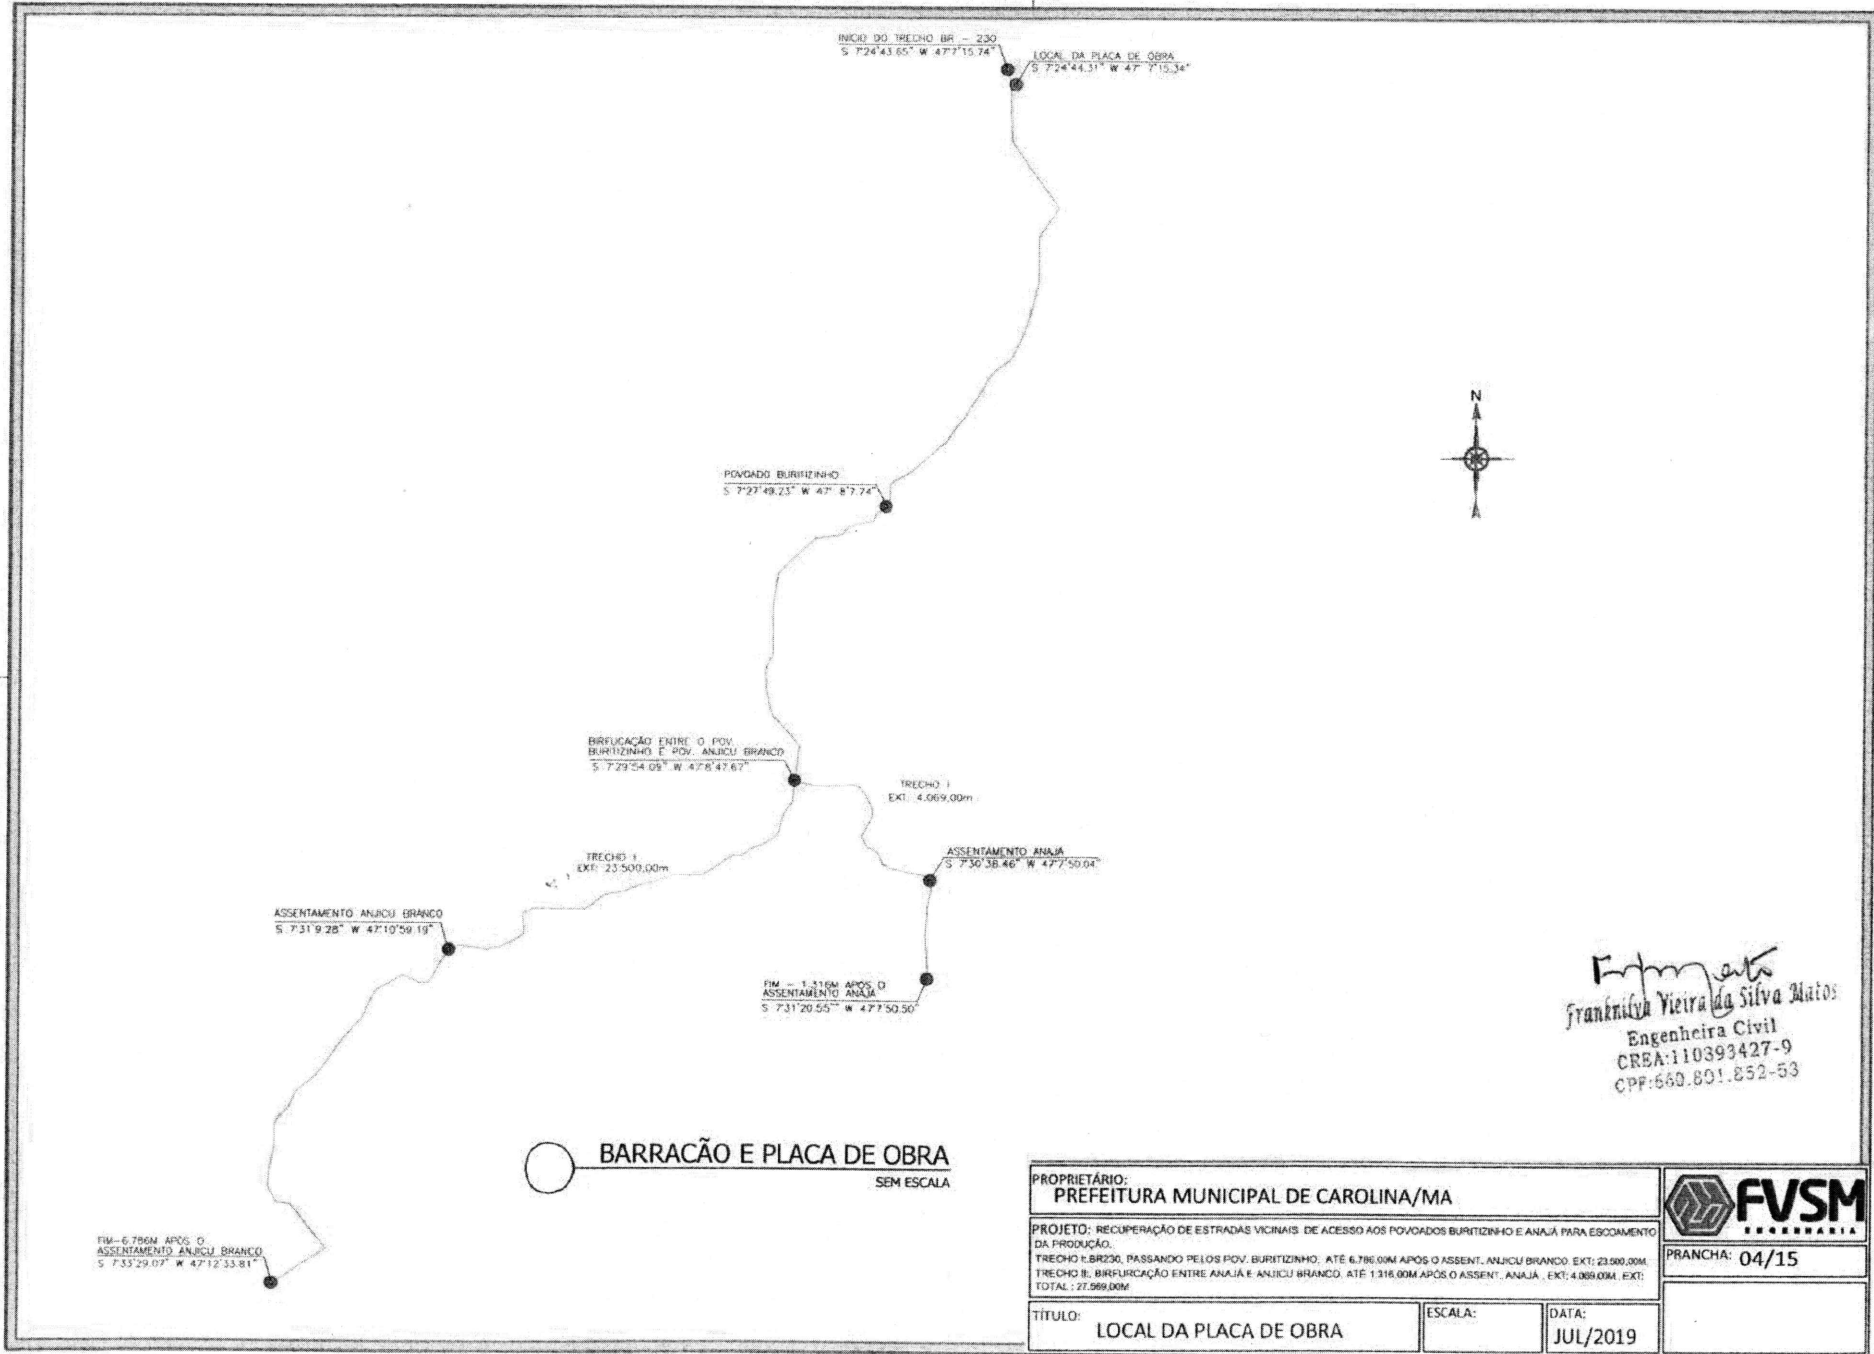 INICIO DO TRECHO BR - 230
S 7°24'43.65" W 47°7'15.74"
LOCAL DA PLACA DE OBRA
S 7°24'44.31" W 47° 7'15.34"
N
POVOADO BURITIZINHO
S 7°27'49.23" W 47° 8'7.74"
BIRFUCAÇÃO ENTRE O POV.
BURITIZINHO E POV. ANJICU BRANCO
S 7°29'54.09" W 47°8'47.67"
TRECHO I
EXT: 4.069,00m
TRECHO I
EXT: 23.500,00m
ASSENTAMENTO ANAJÁ
S 7°30'38.46" W 47°7'50.04"
ASSENTAMENTO ANJICU BRANCO
S 7°31'9.28" W 47°10'59.19"
FIM - 1.316M APÓS O
ASSENTAMENTO ANAJÁ
S 7°31'20.55"" W 47°7'50.50"
Franknilva Vieira da Silva Matos
Engenheira Civil
CREA:110393427-9
CPF:660.801.852-53
BARRACÃO E PLACA DE OBRA
SEM ESCALA
FIM-6.786M APÓS O
ASSENTAMENTO ANJICU BRANCO
S 7°33'29.07" W 47°12'33.81"
PROPRIETÁRIO:
PREFEITURA MUNICIPAL DE CAROLINA/MA
PROJETO: RECUPERAÇÃO DE ESTRADAS VICINAIS DE ACESSO AOS POVOADOS BURITIZINHO E ANAJÁ PARA ESCOAMENTO
DA PRODUÇÃO.
TRECHO I: BR230, PASSANDO PELOS POV. BURITIZINHO, ATÉ 6.786,00M APÓS O ASSENT. ANJICU BRANCO. EXT: 23.500,00M.
TRECHO II:, BIRFURCAÇÃO ENTRE ANAJÁ E ANJICU BRANCO. ATÉ 1.316,00M APÓS O ASSENT. ANAJÁ . EXT: 4.069,00M. EXT:
TOTAL : 27.569,00M
FVSM
ENGENHARIA
PRANCHA: 04/15
TÍTULO:
LOCAL DA PLACA DE OBRA
ESCALA:
DATA:
JUL/2019